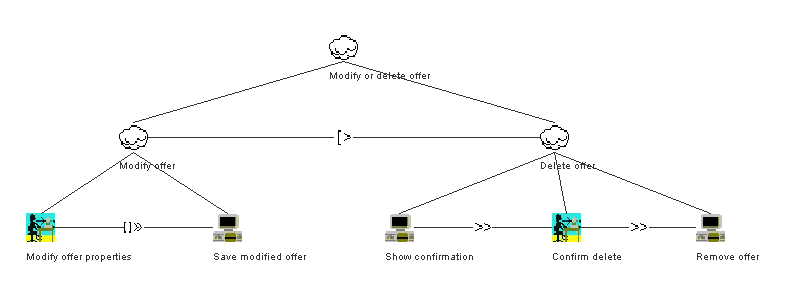 Modify or delete offer
[>
Modify offer
Delete offer
[]>>
>>
>>
Modify offer properties
Save modified offer
Show confirmation
Confirm delete
Remove offer